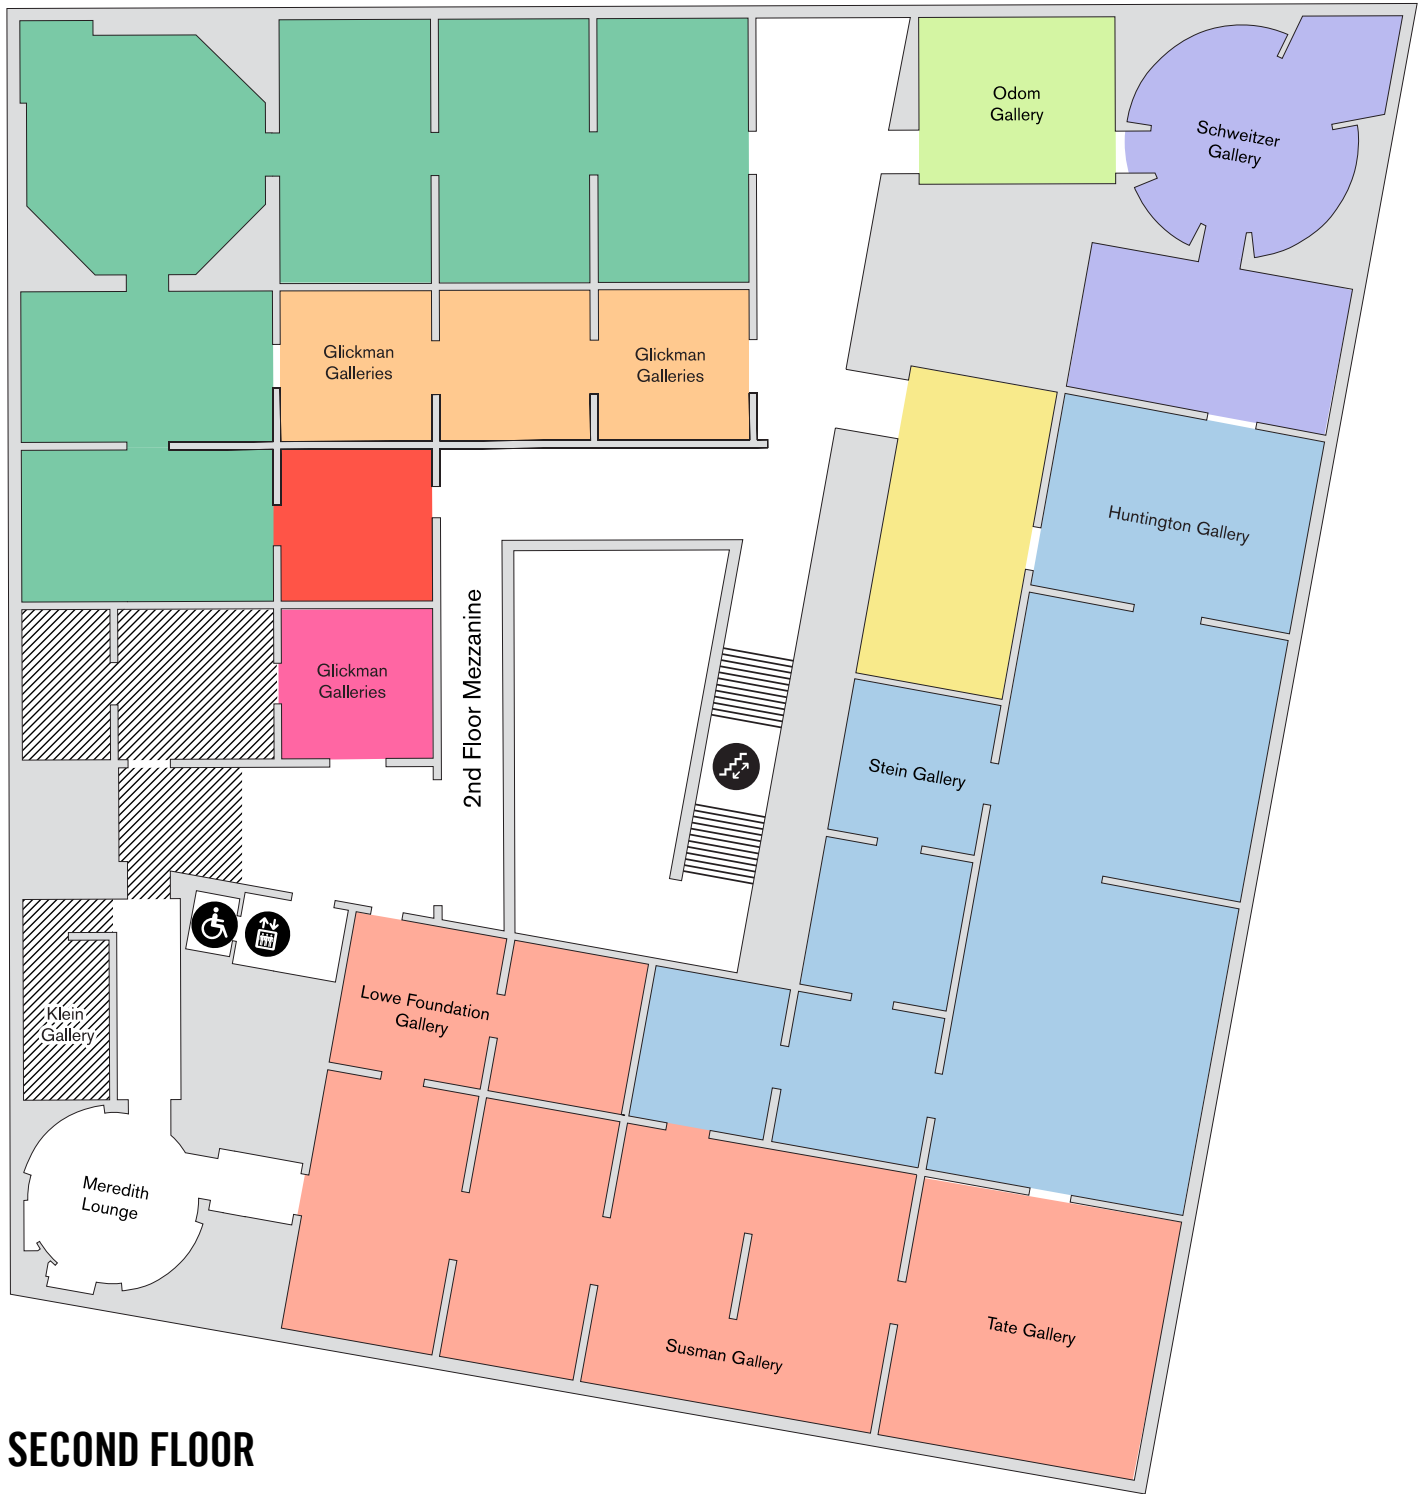 Odom
Gallery
Schweitzer
Gallery
Glickman
Galleries
Glickman
Galleries
Huntington Gallery
Glickman
Galleries
2nd Floor Mezzanine
Stein Gallery
Lowe Foundation
Gallery
Klein
Gallery
Meredith
Lounge
Susman Gallery
Tate Gallery
SECOND FLOOR